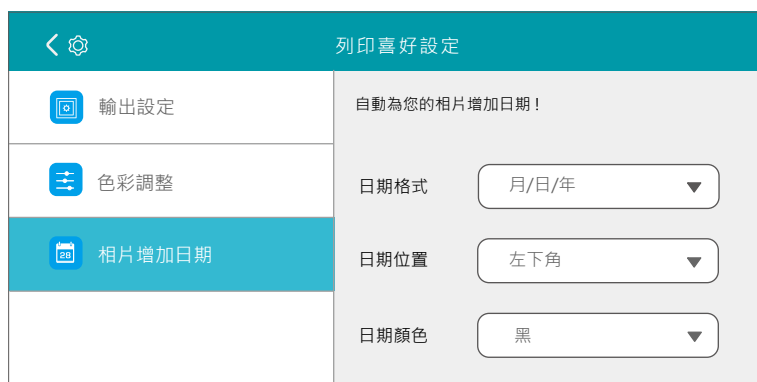 列印喜好設定
輸出設定
色彩調整
28
相片增加日期
自動為您的相片增加日期！
日期格式
月/日/年
日期位置
左下角
日期顏色
黑